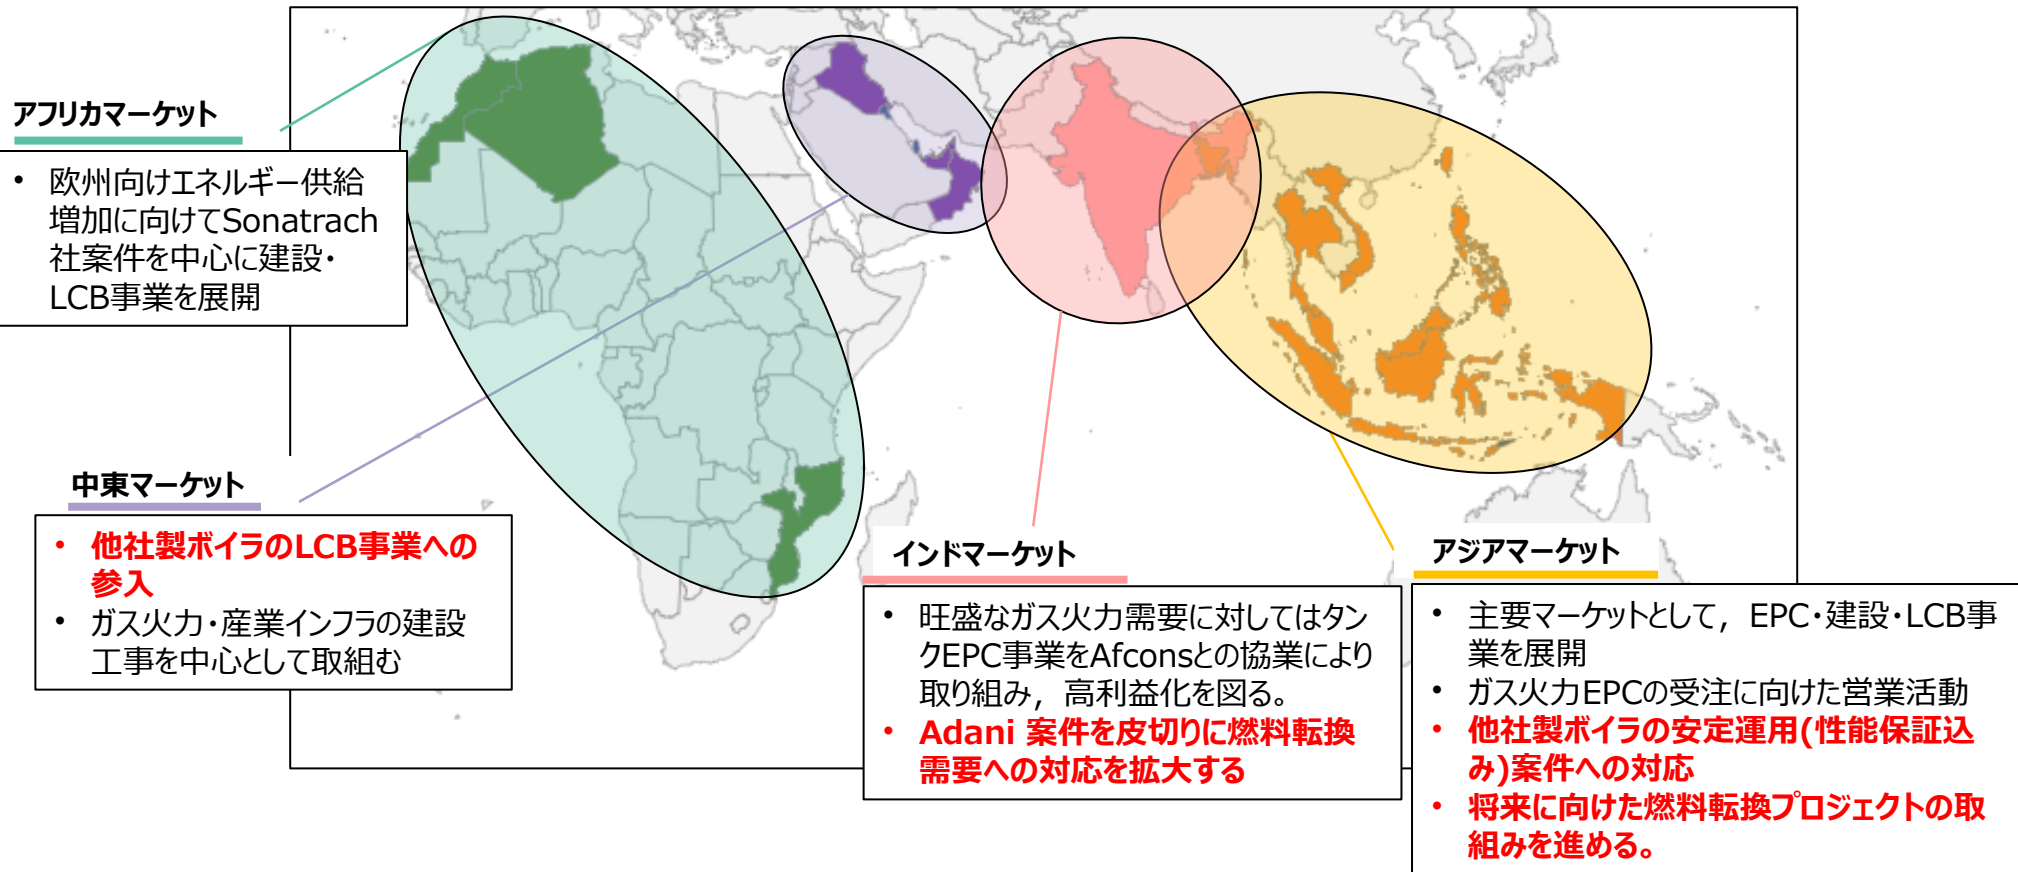 アフリカマーケット
• 欧州向けエネルギー供給
増加に向けてSonatrach
社案件を中心に建設・
LCB事業を展開
中東マーケット
• 他社製ボイラのLCB事業への
参入
• ガス火力・産業インフラの建設
工事を中心として取組む
インドマーケット
• 旺盛なガス火力需要に対してはタン
クEPC事業をAfconsとの協業により
取り組み，高利益化を図る。
• Adani 案件を皮切りに燃料転換
需要への対応を拡大する
アジアマーケット
• 主要マーケットとして，EPC・建設・LCB事
業を展開
• ガス火力EPCの受注に向けた営業活動
• 他社製ボイラの安定運用(性能保証込
み)案件への対応
• 将来に向けた燃料転換プロジェクトの取
組みを進める。